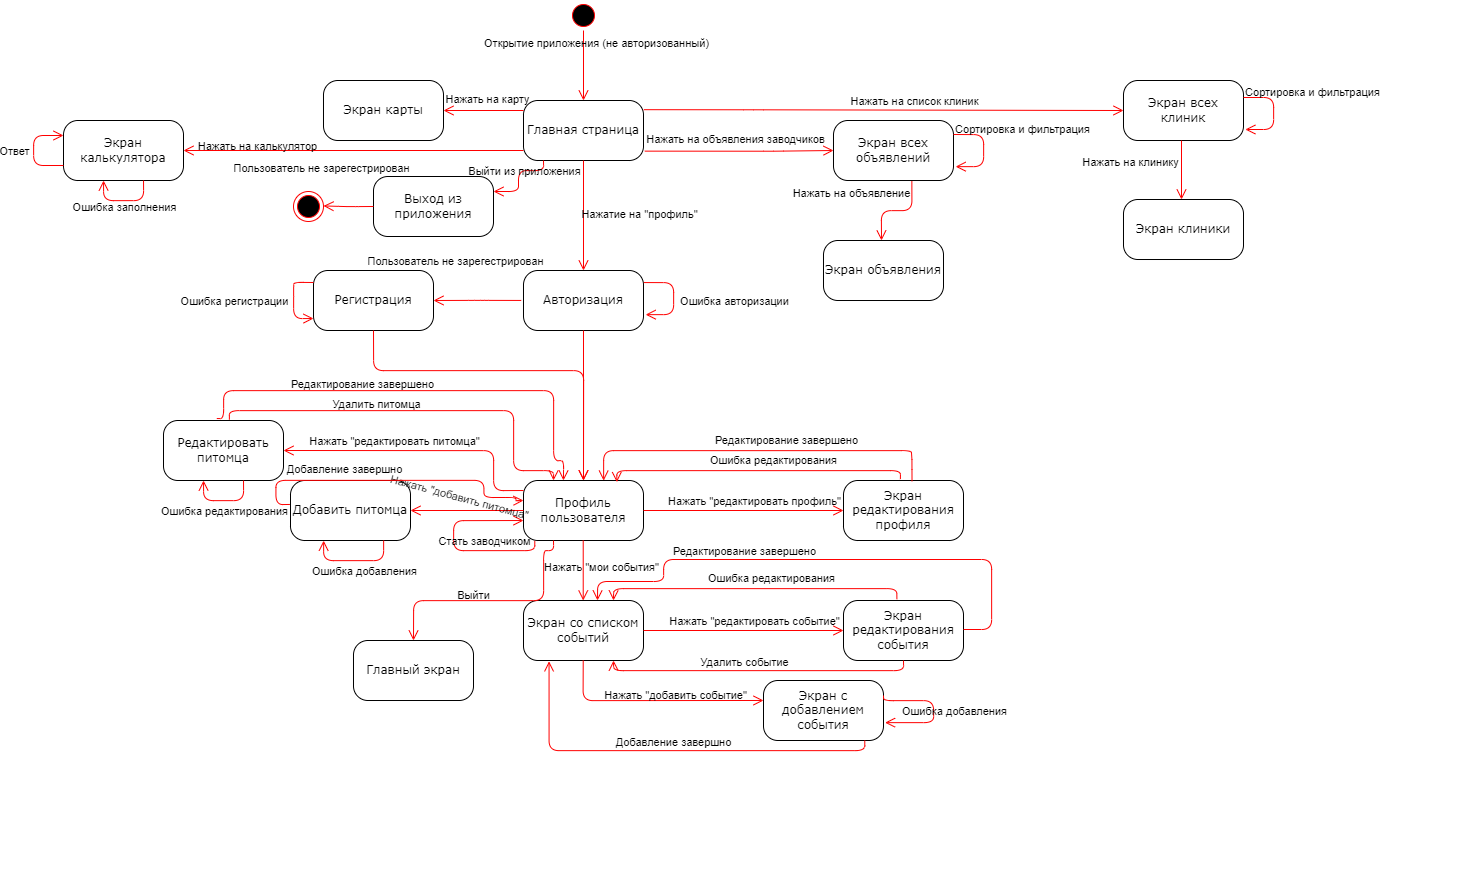 Открытие приложения (не авторизованный)
Экран карты
Нажать на карту
Главная страница
Нажать на список клиник
Экран всех
клиник
Сортировка и фильтрация
Экран
калькулятора
Ответ
Нажать на калькулятор
Ошибка заполнения
Нажать на объявления заводчиков
Экран всех
объявлений
Сортировка и фильтрация
Нажать на клинику
Пользователь не зарегестрирован
Выйти из приложения
Выход из
приложения
Нажать на объявление
Нажатие на "профиль"
Экран клиники
Экран объявления
Пользователь не зарегестрирован
Регистрация
Ошибка регистрации
Авторизация
Ошибка авторизации
Редактирование завершено
Удалить питомца
Редактировать
питомца
Нажать "редактировать питомца"
Редактирование завершено
Ошибка редактирования
Добавление завершно
Нажать "добавить питомца"
Ошибка редактирования
Добавить питомца
Профиль
пользователя
Нажать "редактировать профиль"
Экран
редактирования
профиля
Стать заводчиком
Ошибка добавления
Нажать "мои события"
Редактирование завершено
Ошибка редактирования
Выйти
Экран со списком
событий
Нажать "редактировать событие"
Экран
редактирования
события
Главный экран
Удалить событие
Нажать "добавить событие"
Экран с
добавлением
события
Ошибка добавления
Добавление завершно